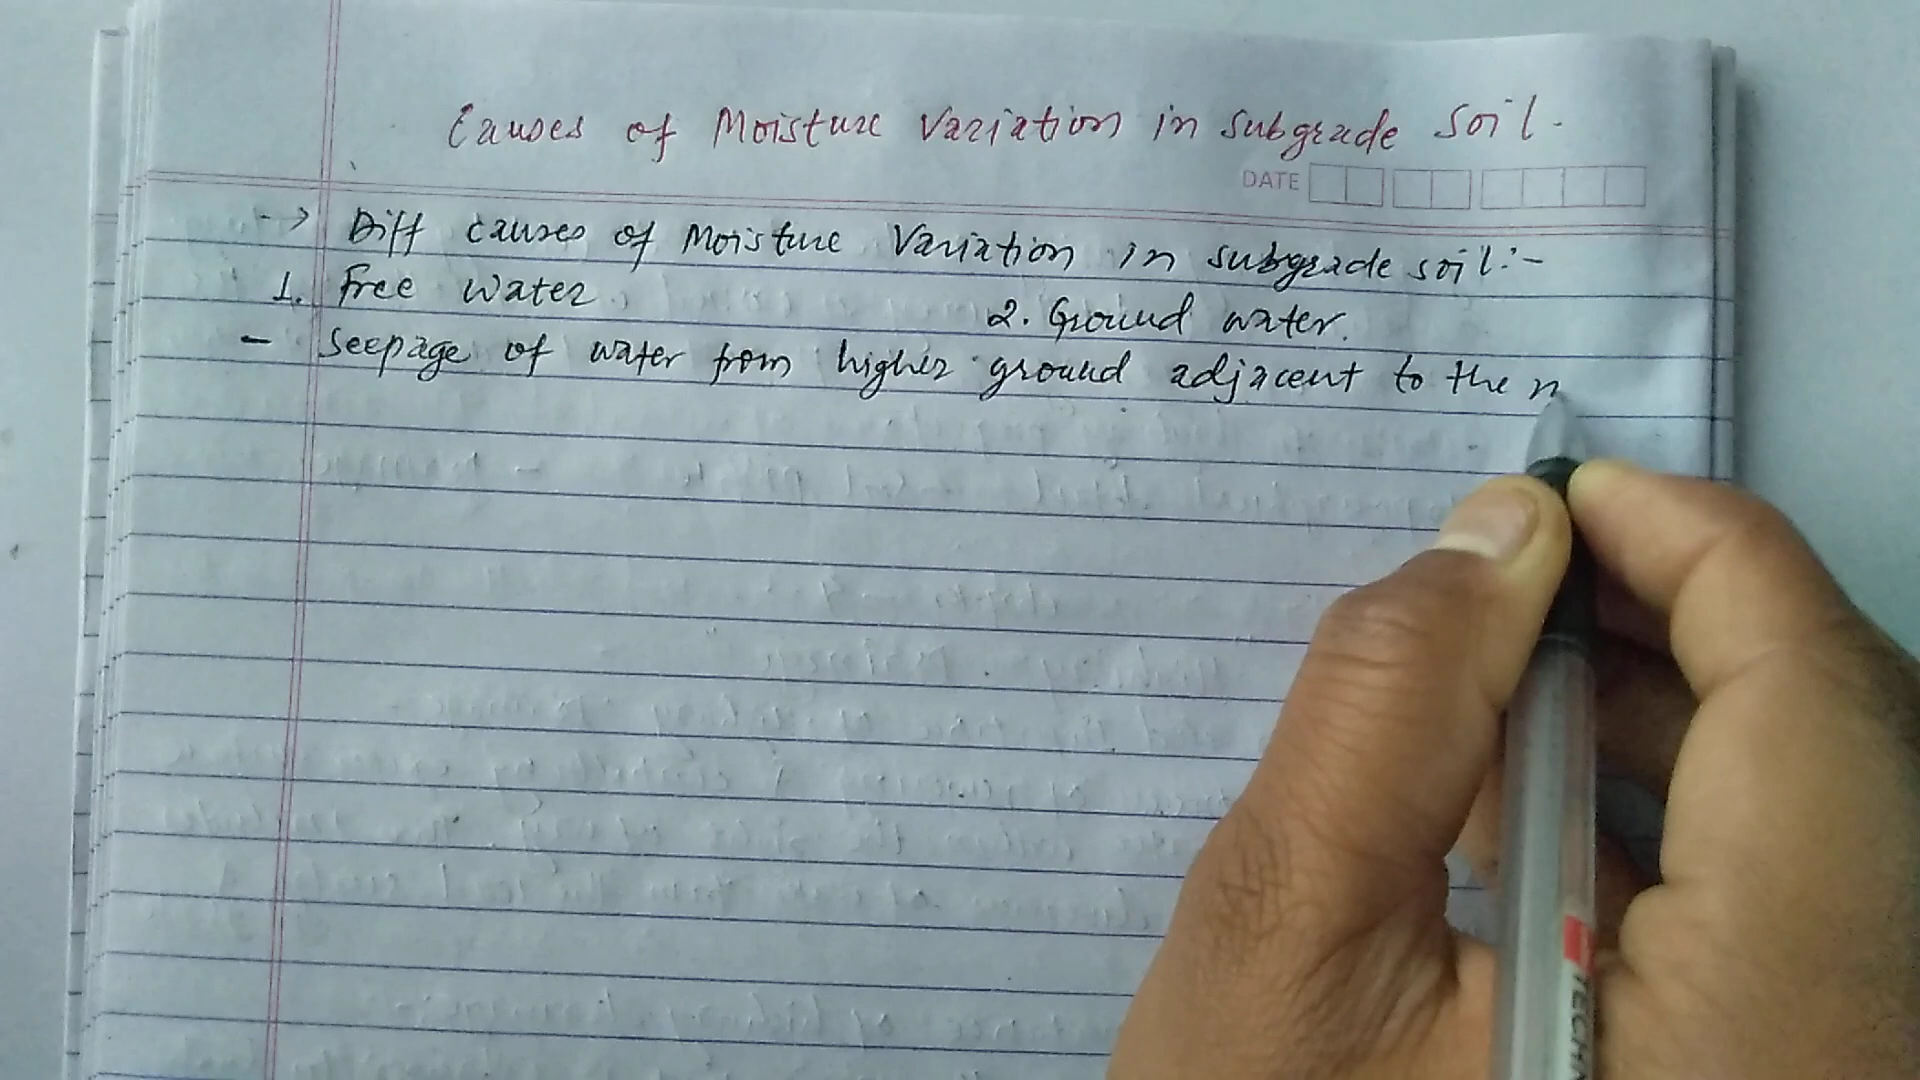 Causes of Moisture Variation in subgrade soil.
DATE
-> Diff causes of Moisture Variation in subgrade soil:-
1. Free water 2. Ground water.
- Seepage of water from higher ground adjacent to the
TECHN